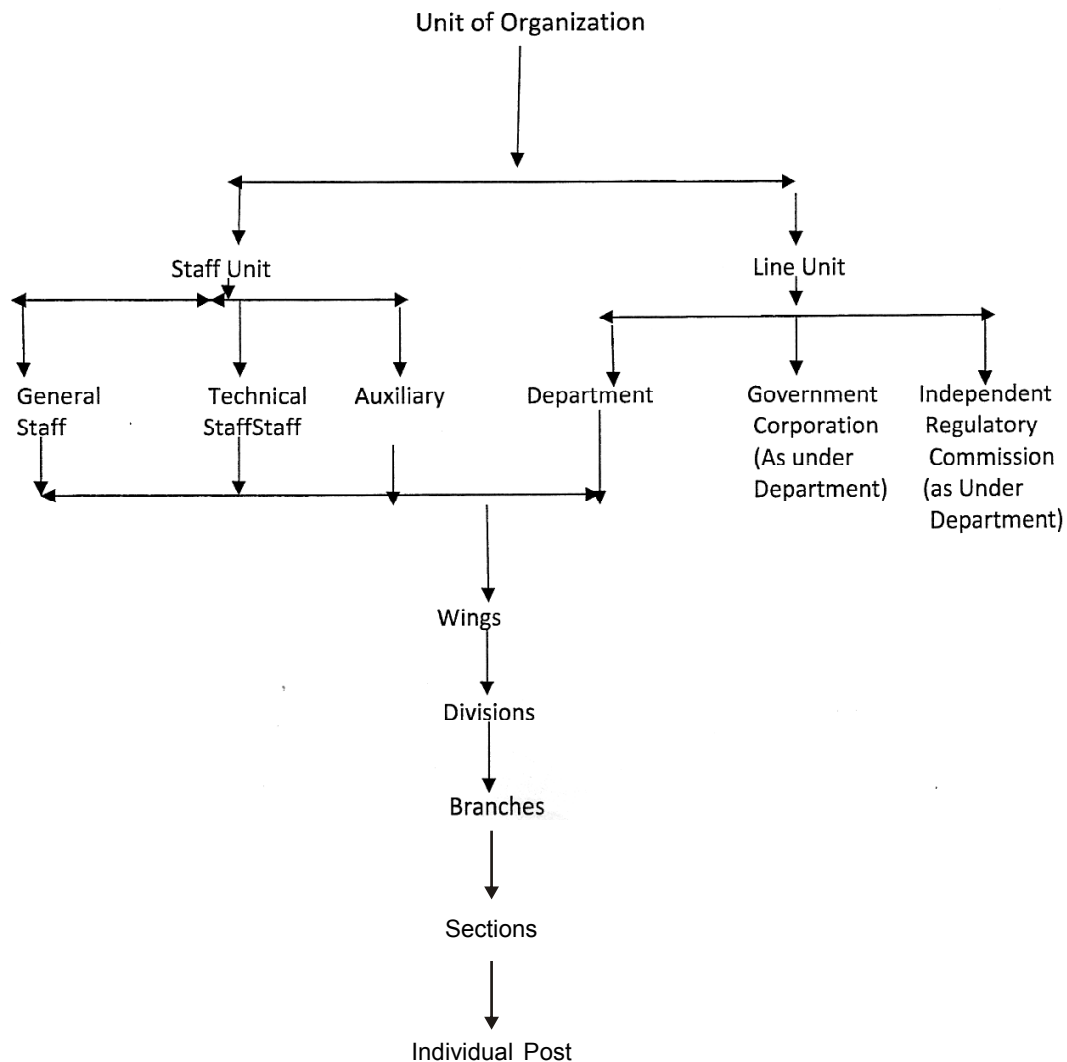 Unit of Organization
Staff Unit
Line Unit
General
Staff
Technical
StaffStaff
Auxiliary
Department
Government
Corporation
(As under
Department)
Independent
Regulatory
Commission
(as Under
Department)
Wings
Divisions
Branches
Sections
Individual Post